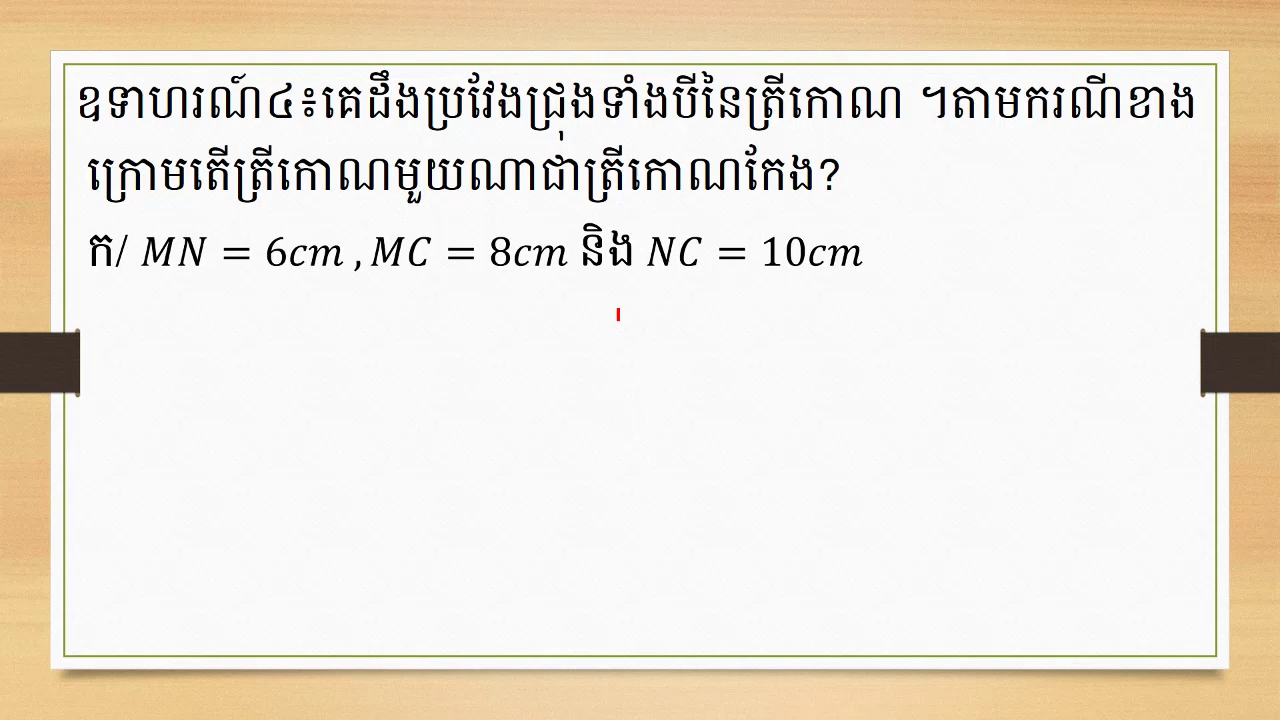 ឧទាហរណ៍៤៖គេដឹងប្រវែងជ្រុងទាំងបីនៃត្រីកោណ ។តាមករណីខាង
ក្រោមតើត្រីកោណមួយណាជាត្រីកោណកែង?
ក/ MN = 6cm , MC = 8cm និង NC = 10cm